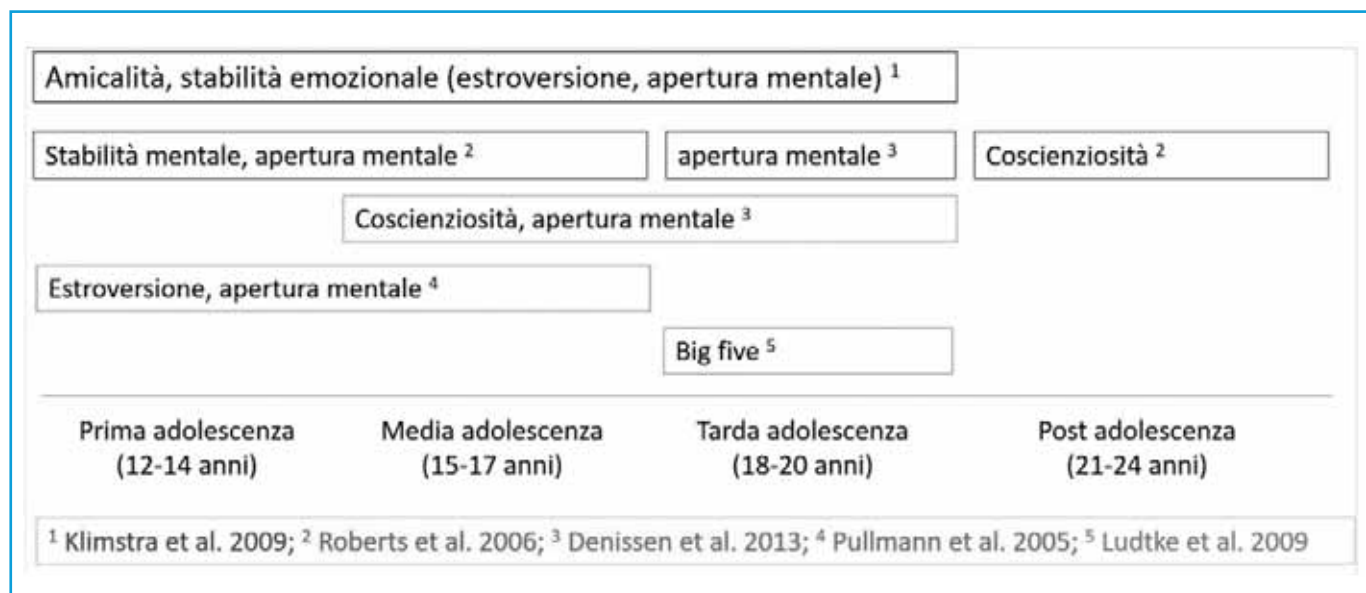 Amicalità, stabilità emozionale (estroversione, apertura mentale) ¹
Stabilità mentale, apertura mentale ²
apertura mentale ³
Coscienziosità ²
Coscienziosità, apertura mentale ³
Estroversione, apertura mentale ⁴
Big five ⁵
Prima adolescenza
(12-14 anni)
Media adolescenza
(15-17 anni)
Tarda adolescenza
(18-20 anni)
Post adolescenza
(21-24 anni)
¹ Klimstra et al. 2009; ² Roberts et al. 2006; ³ Denissen et al. 2013; ⁴ Pullmann et al. 2005; ⁵ Ludtke et al. 2009